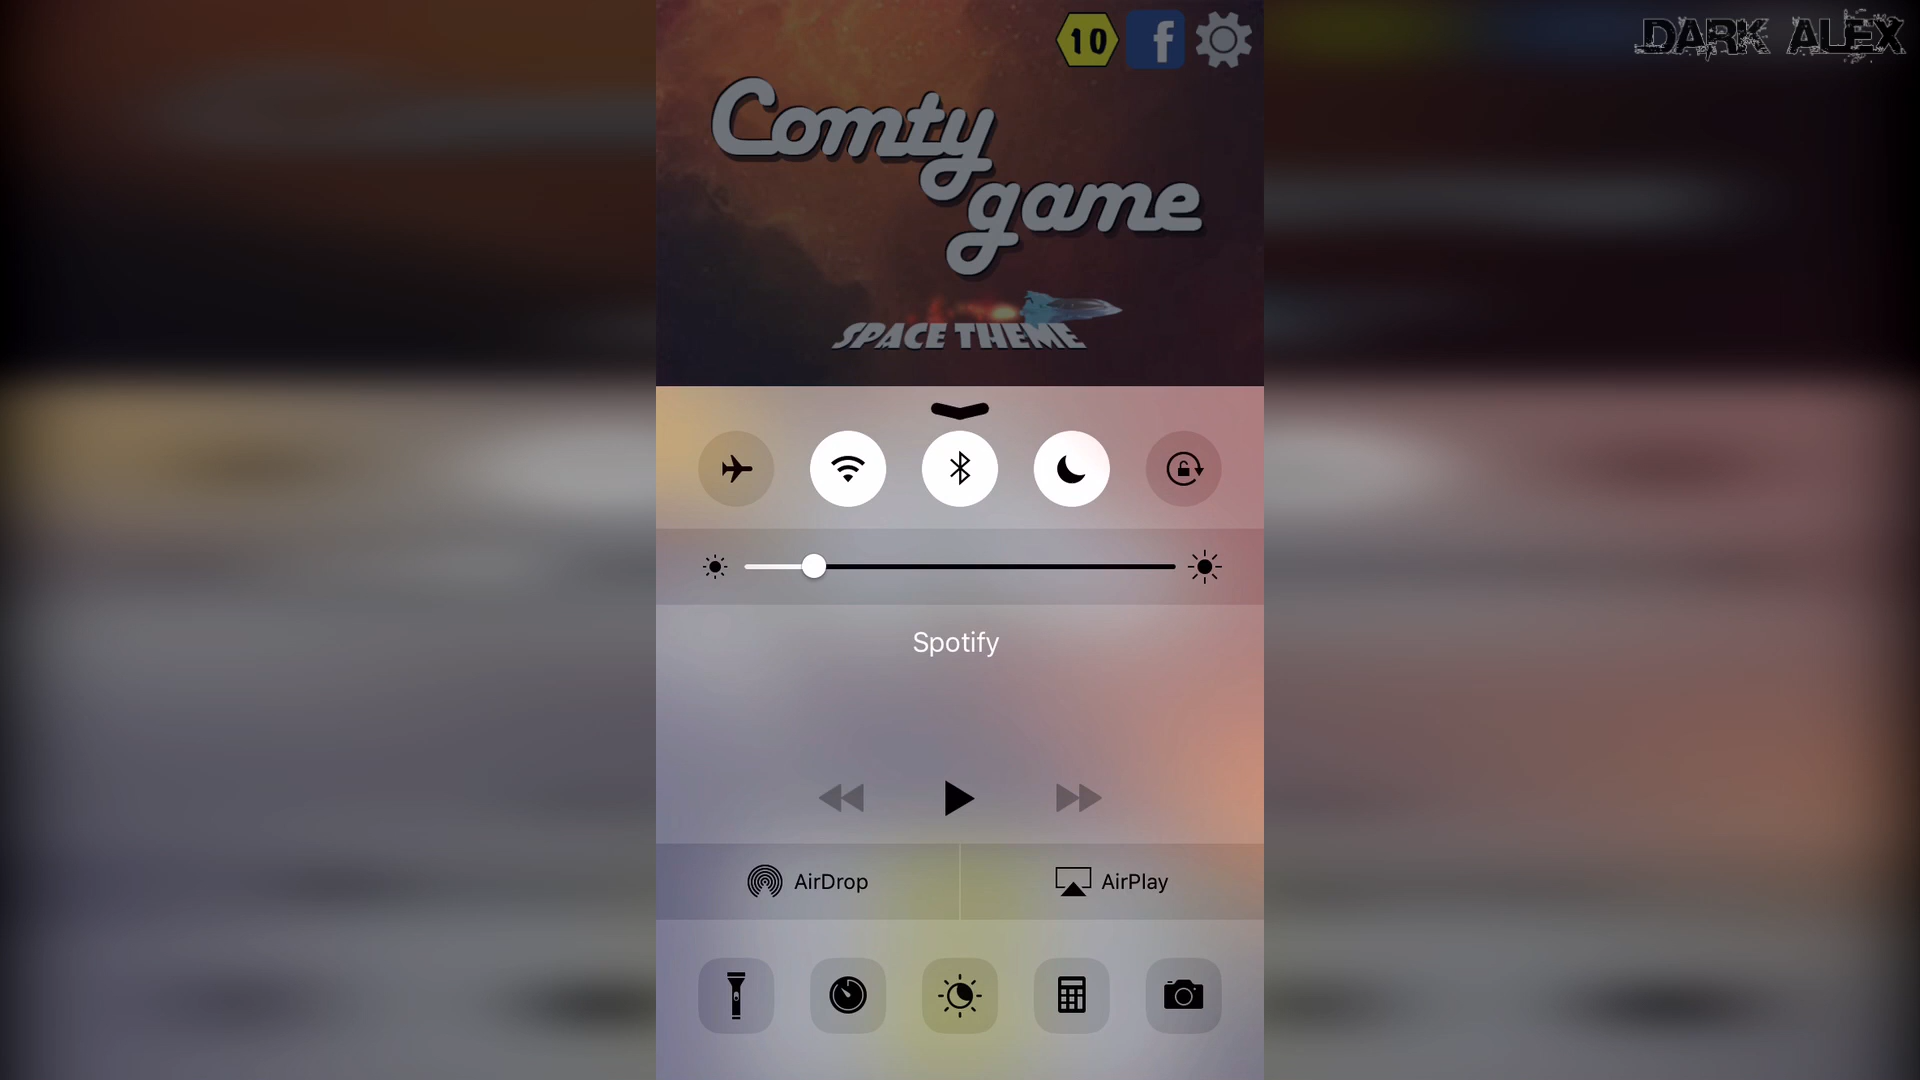 DARK ALEX
10
f
Comty
game
SPACE THEME
Spotify
AirDrop
AirPlay